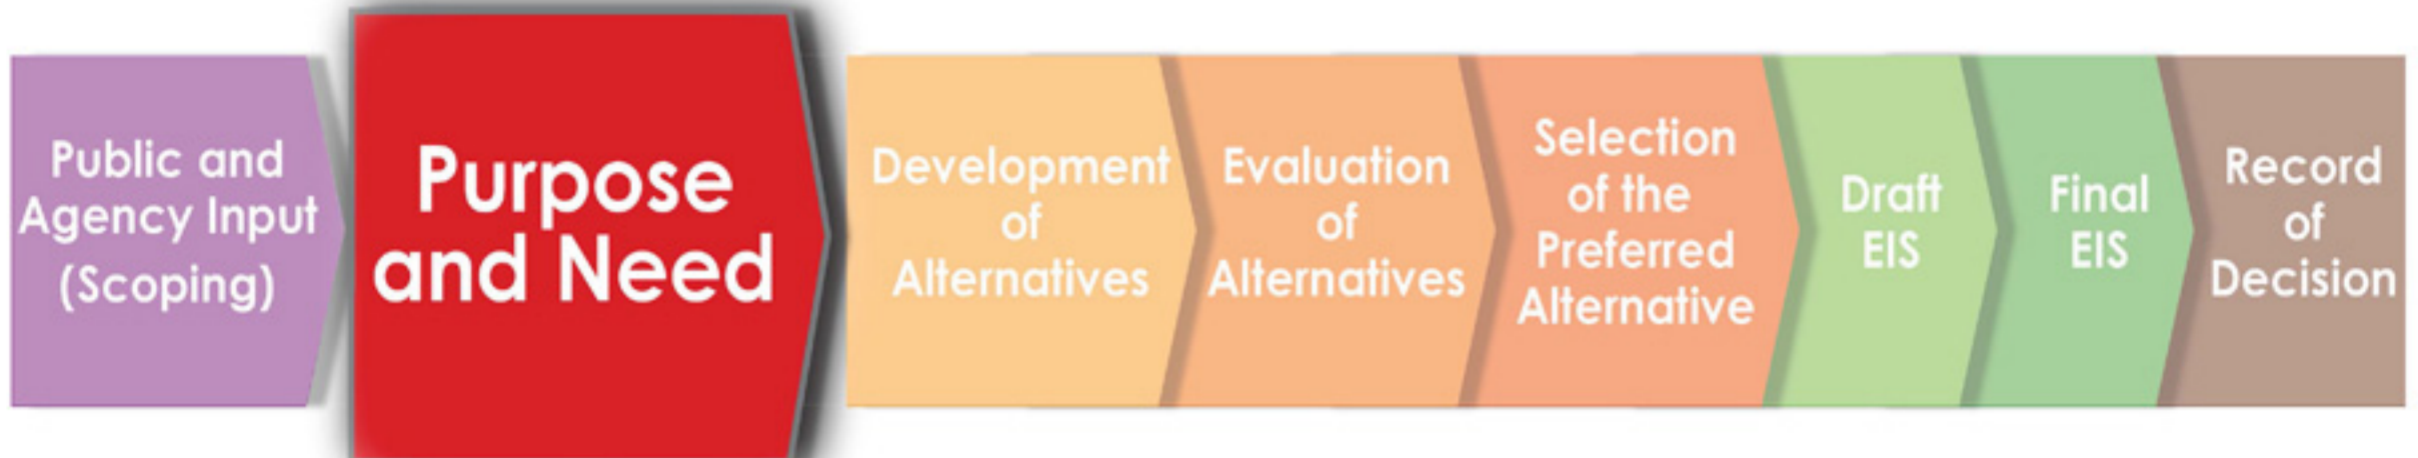 Public and
Agency Input
(Scoping)
Purpose
and Need
Development
of
Alternatives
Evaluation
of
Alternatives
Selection
of the
Preferred
Alternative
Draft
EIS
Final
EIS
Record
of
Decision